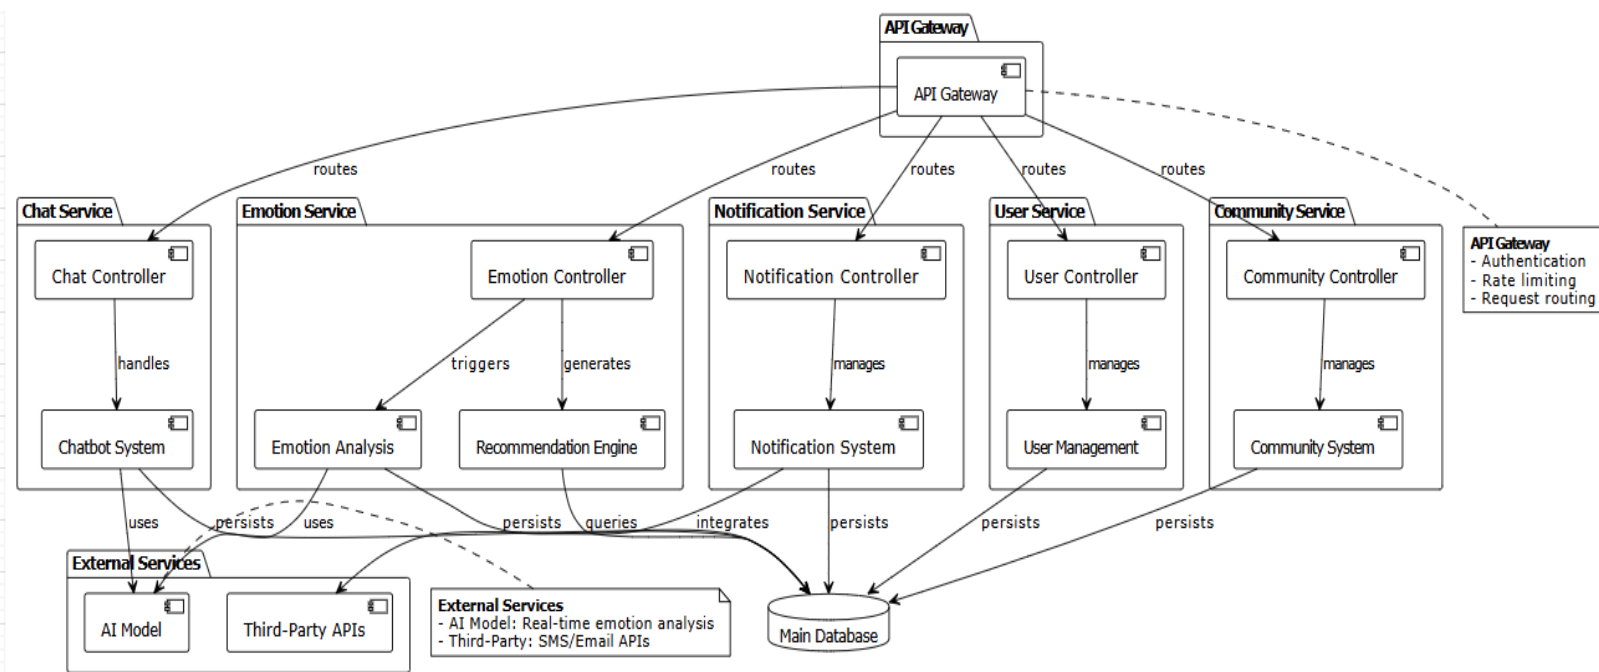 API Gateway
API Gateway
routes
routes
routes
routes
routes
Chat Service
Emotion Service
Notification Service
User Service
Community Service
API Gateway
- Authentication
- Rate limiting
- Request routing
Chat Controller
Emotion Controller
Notification Controller
User Controller
Community Controller
handles
triggers
generates
manages
manages
manages
Chatbot System
Emotion Analysis
Recommendation Engine
Notification System
User Management
Community System
uses
persists
uses
persists
queries
integrates
persists
persists
persists
External Services
AI Model
Third-Party APIs
External Services
- AI Model: Real-time emotion analysis
- Third-Party: SMS/Email APIs
Main Database